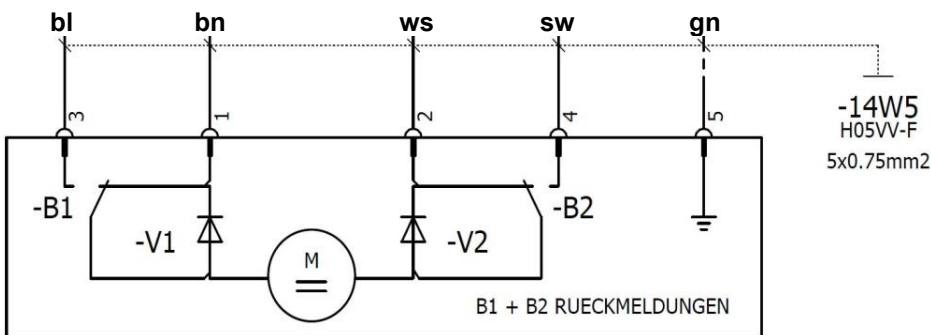 bl bn ws sw gn
3 1 2 4 5
-14W5
H05VV-F
5x0.75mm2
-B1 -B2
-V1 -V2
M
B1 + B2 RUECKMELDUNGEN